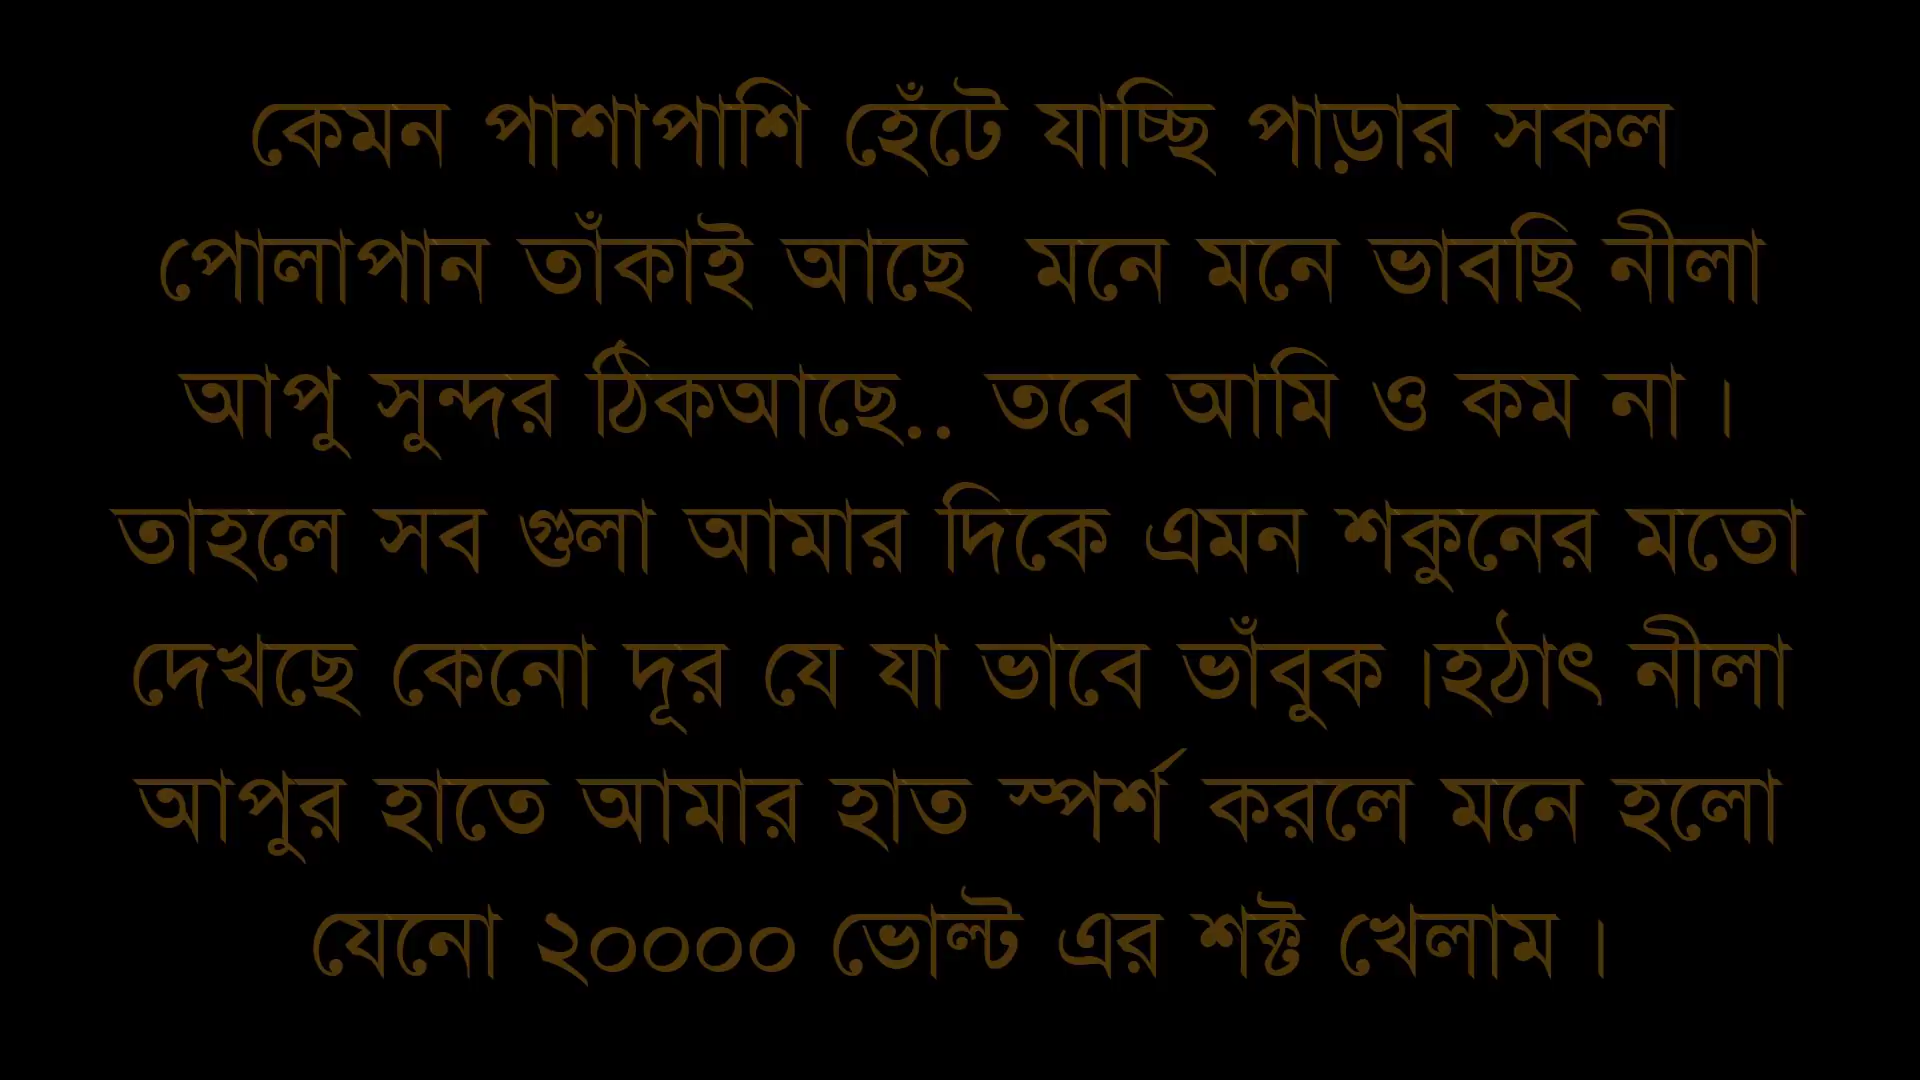 কেমন পাশাপাশি হেঁটে যাচ্ছি পাড়ার সকল
পোলাপান তাঁকাই আছে  মনে মনে ভাবছি নীলা
আপু সুন্দর ঠিকআছে.. তবে আমি ও কম না ।
তাহলে সব গুলা আমার দিকে এমন শকুনের মতো
দেখছে কেনো দূর যে যা ভাবে ভাঁবুক ।হঠাৎ নীলা
আপুর হাতে আমার হাত স্পর্শ করলে মনে হলো
যেনো ২০০০০ ভোল্ট এর শক্ট খেলাম ।